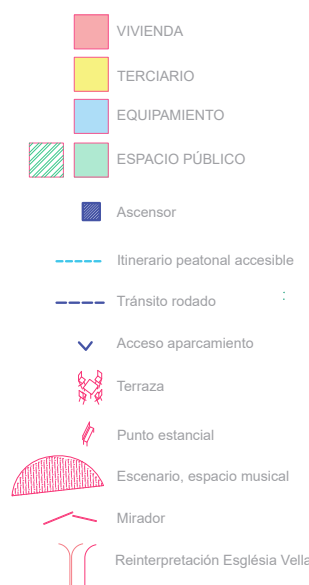 VIVIENDA
TERCIARIO
EQUIPAMIENTO
ESPACIO PÚBLICO
Ascensor
Itinerario peatonal accesible
Tránsito rodado
Acceso aparcamiento
Terraza
Punto estancial
Escenario, espacio musical
Mirador
Reinterpretación Església Vella